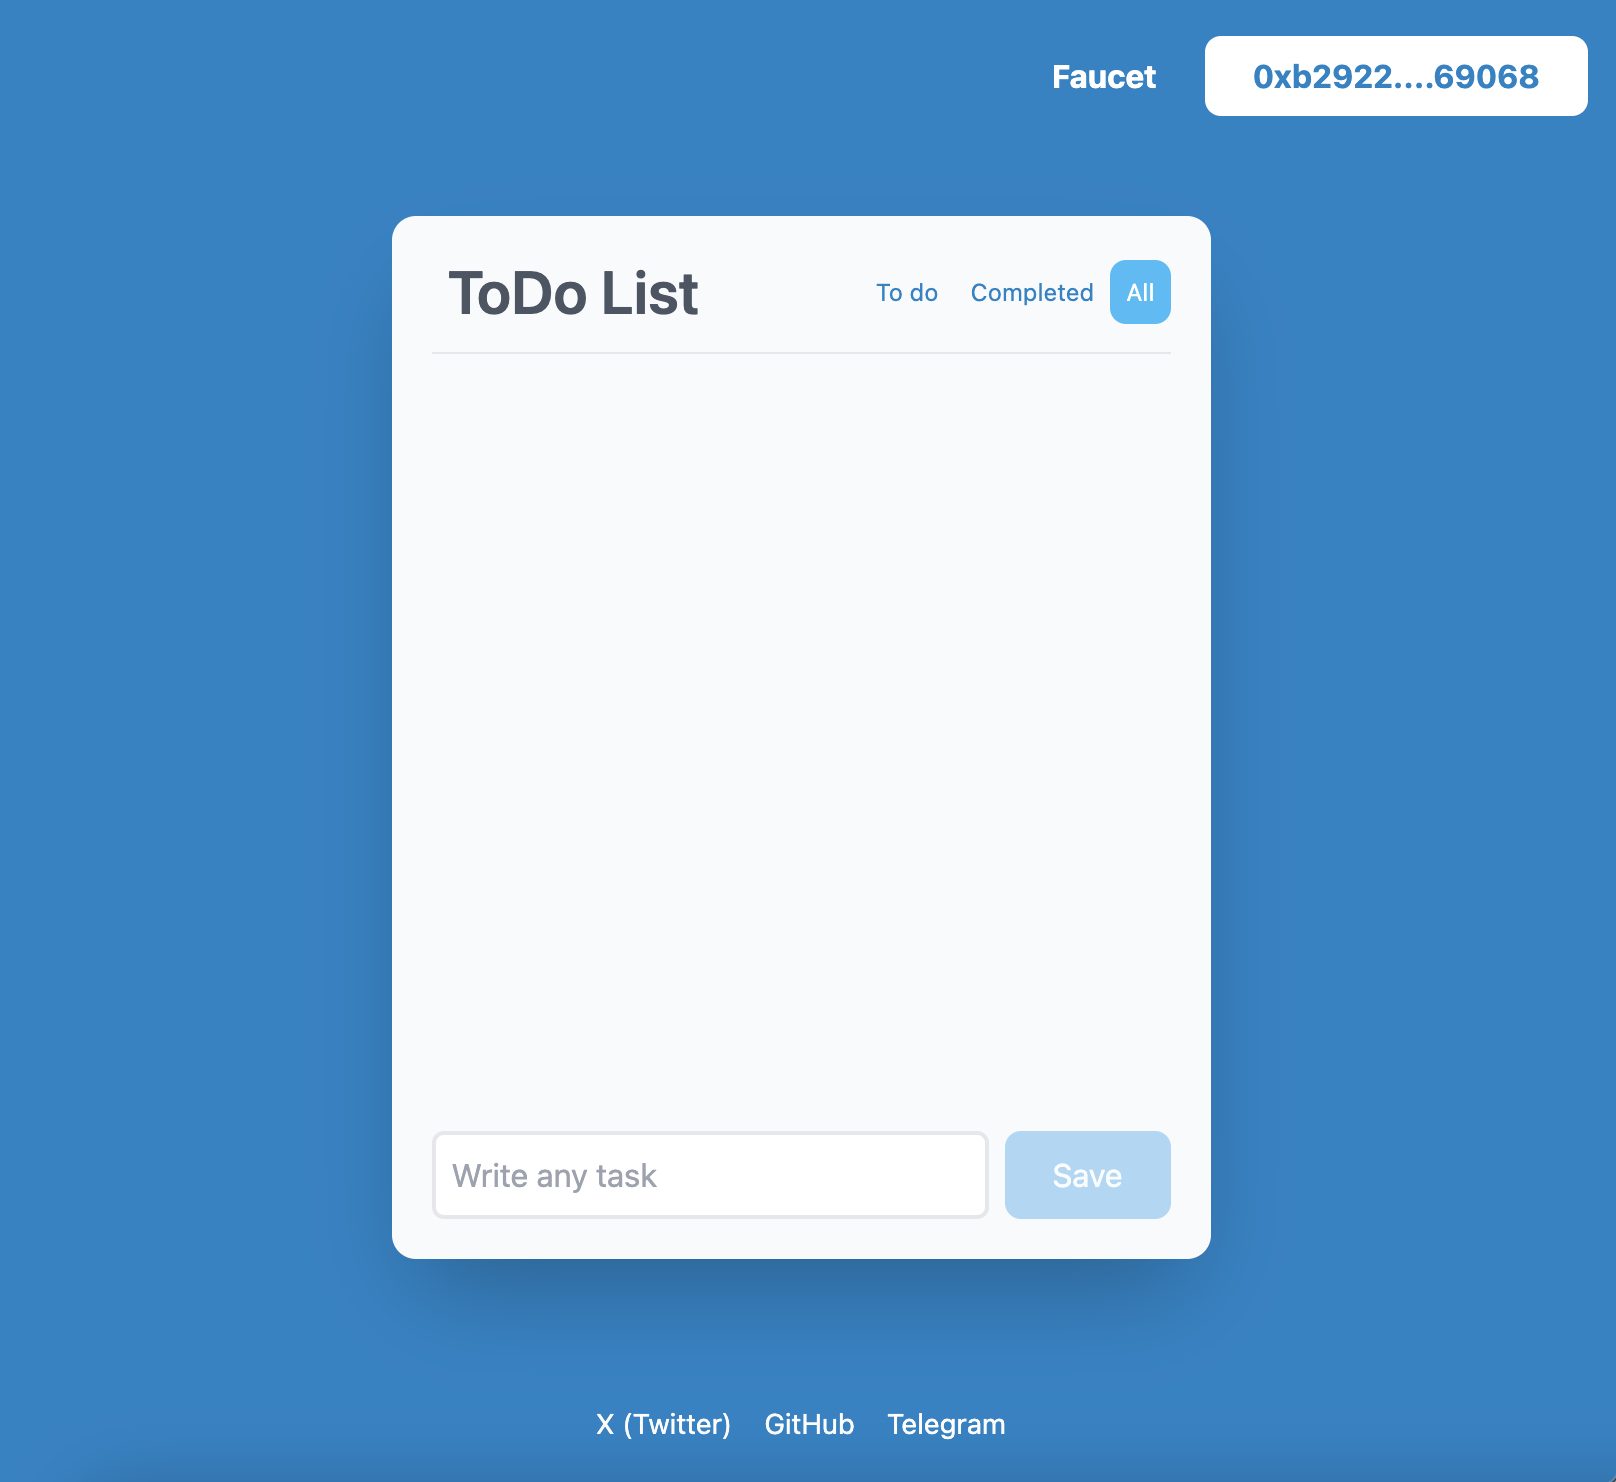 Faucet 0xb2922....69068
ToDo List To do Completed All
Write any task Save
X (Twitter) GitHub Telegram